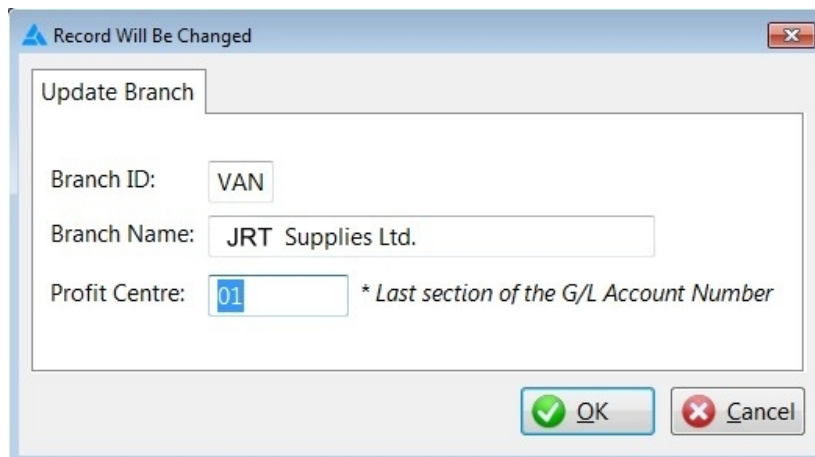 Record Will Be Changed
Update Branch
Branch ID: VAN
Branch Name: JRT Supplies Ltd.
Profit Centre: 01 * Last section of the G/L Account Number
OK Cancel